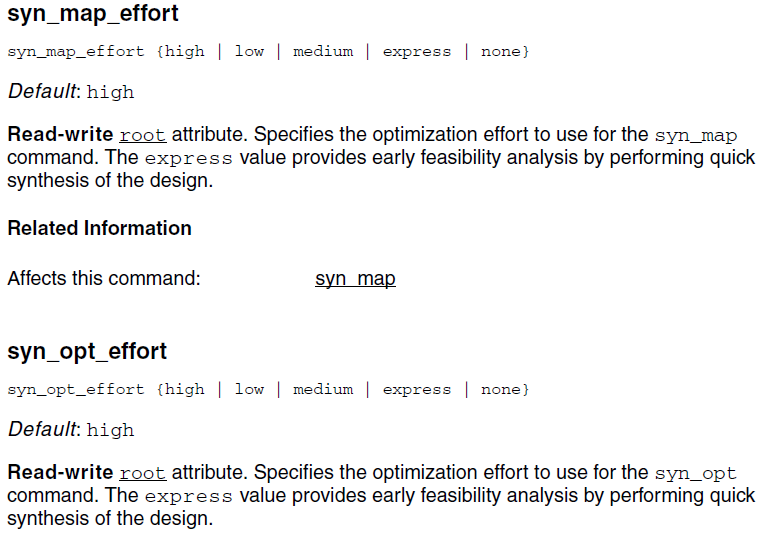 syn_map_effort
syn_map_effort {high | low | medium | express | none}
Default: high
Read-write root attribute. Specifies the optimization effort to use for the syn_map
command. The express value provides early feasibility analysis by performing quick
synthesis of the design.
Related Information
Affects this command: syn_map
syn_opt_effort
syn_opt_effort {high | low | medium | express | none}
Default: high
Read-write root attribute. Specifies the optimization effort to use for the syn_opt
command. The express value provides early feasibility analysis by performing quick
synthesis of the design.